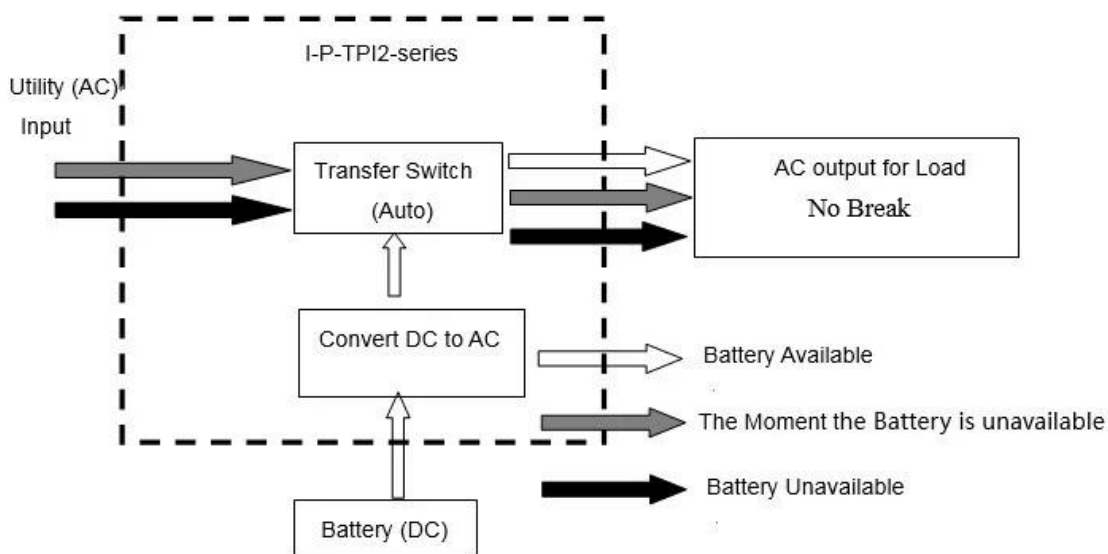 I-P-TPI2-series
Utility (AC)
Input
Transfer Switch
(Auto)
AC output for Load
No Break
Convert DC to AC
Battery Available
The Moment the Battery is unavailable
Battery Unavailable
Battery (DC)